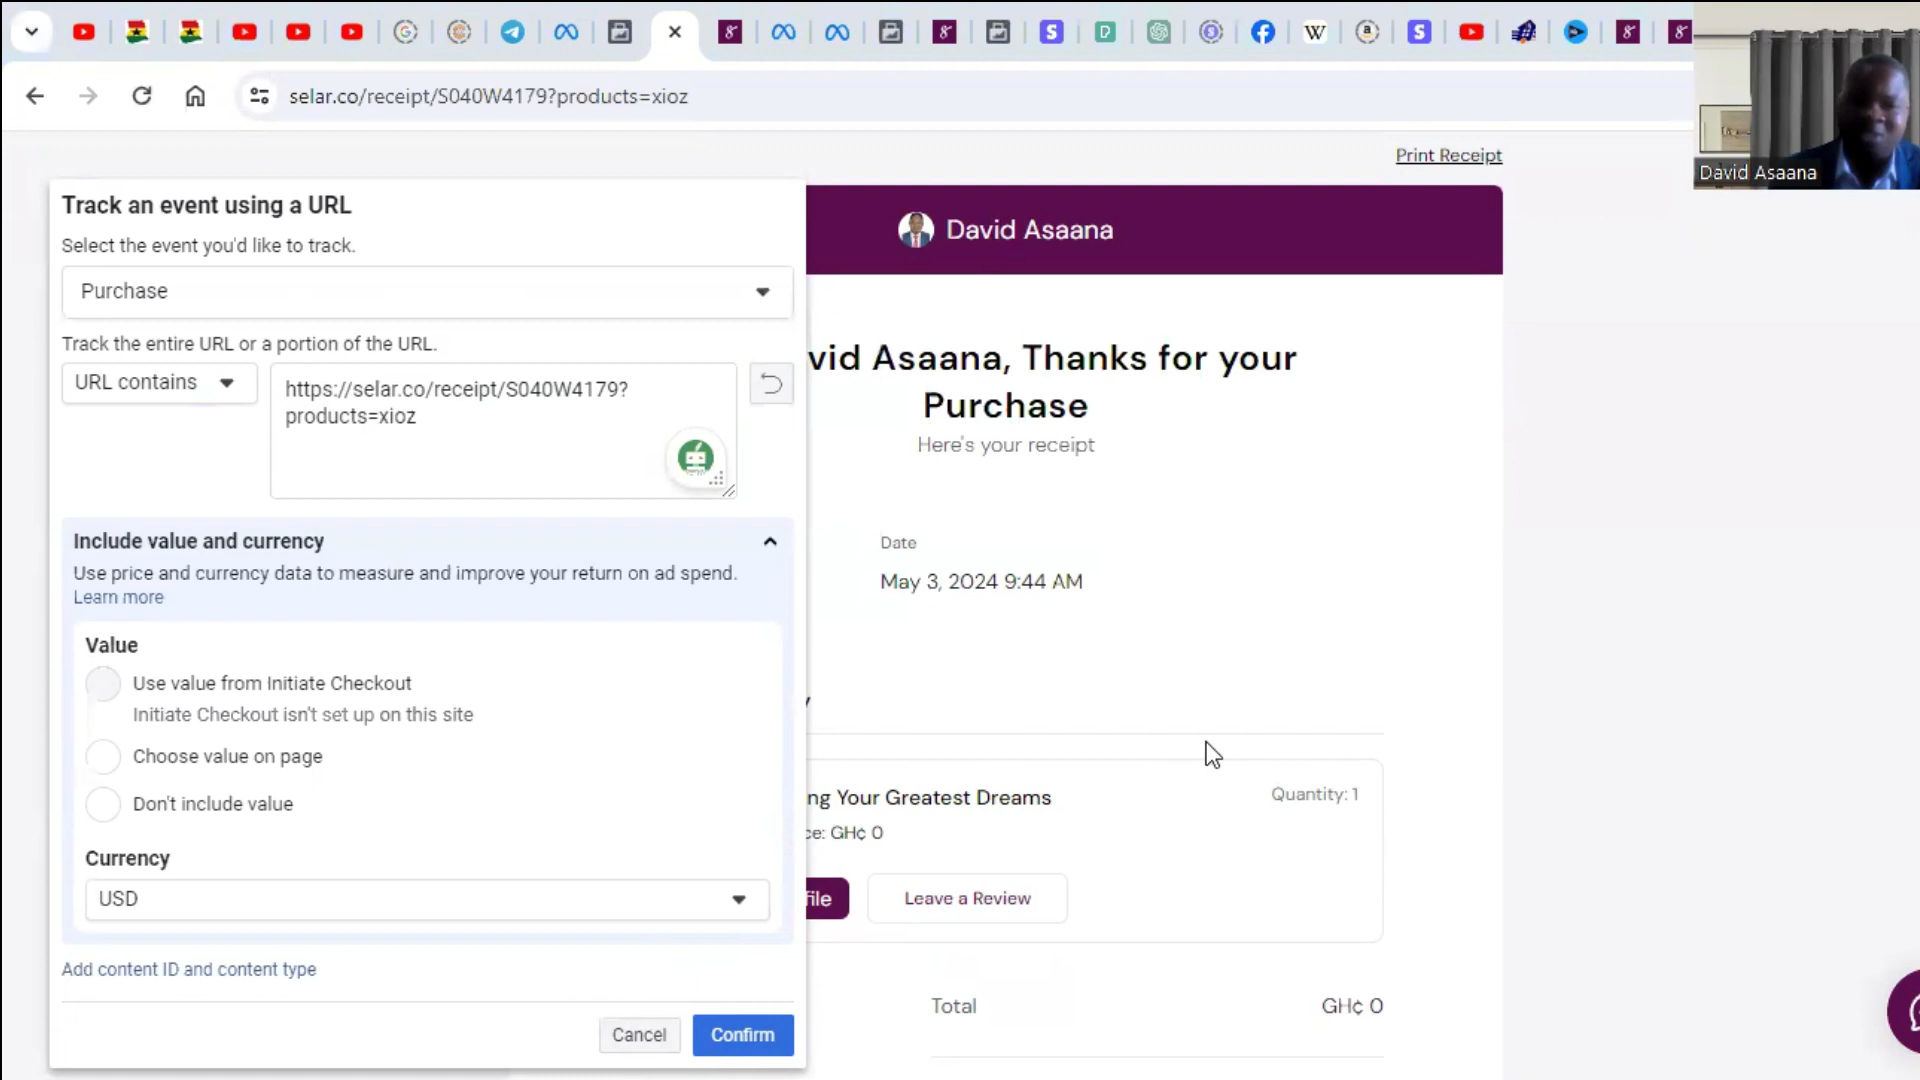 selar.co/receipt/S040W4179?products=xioz
David Asaana
Print Receipt
Track an event using a URL
Select the event you'd like to track.
Purchase
Track the entire URL or a portion of the URL.
URL contains
https://selar.co/receipt/S040W4179?
products=xioz
Include value and currency
Use price and currency data to measure and improve your return on ad spend.
Learn more
Value
Use value from Initiate Checkout
Initiate Checkout isn't set up on this site
Choose value on page
Don't include value
Currency
USD
Add content ID and content type
Cancel
Confirm
David Asaana
vid Asaana, Thanks for your
Purchase
Here's your receipt
Date
May 3, 2024 9:44 AM
ng Your Greatest Dreams
Quantity: 1
ce: GH¢ 0
file
Leave a Review
Total
GH¢ 0